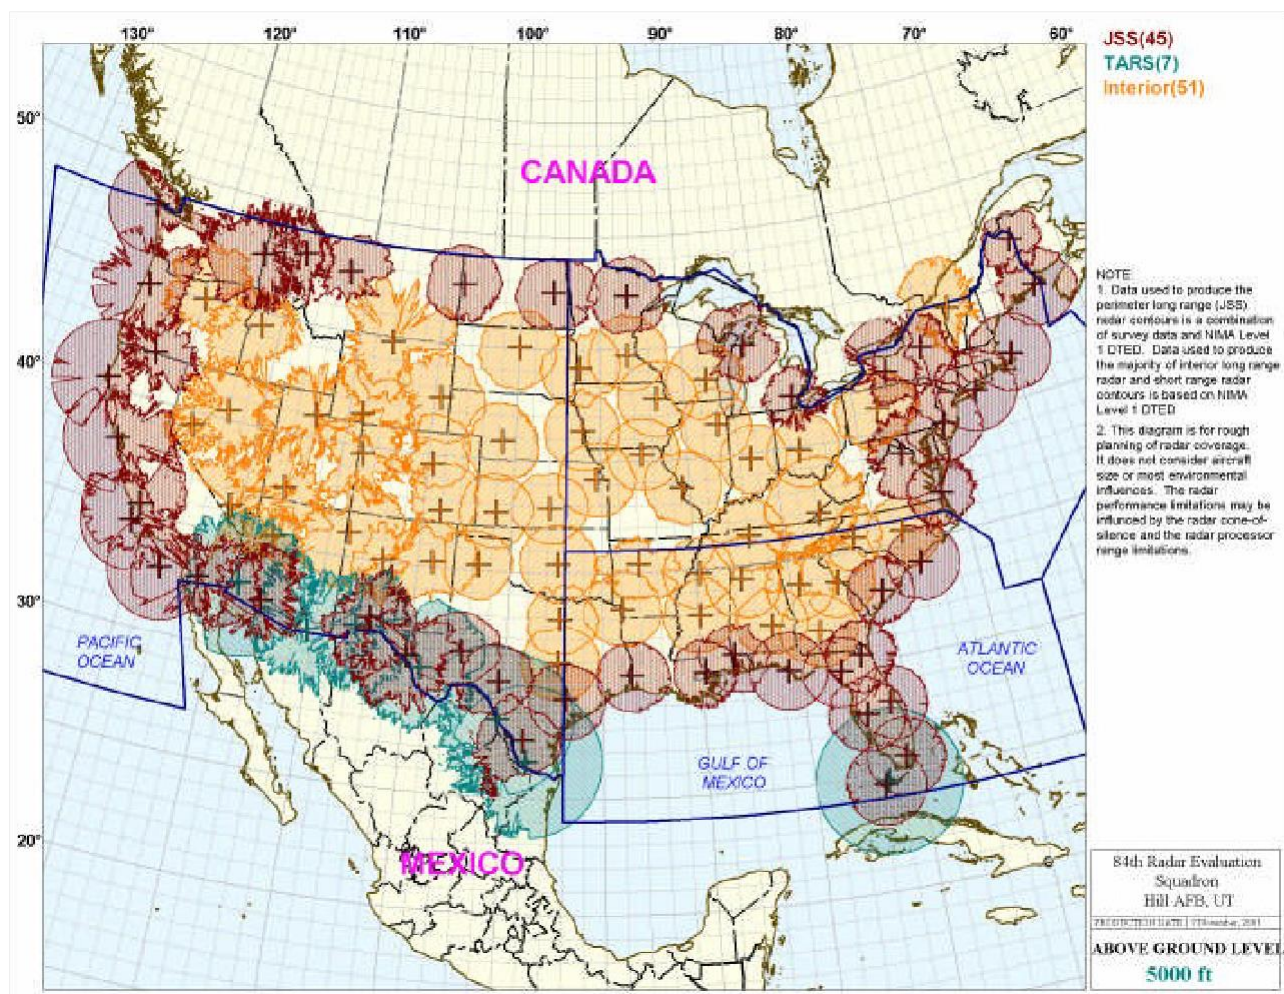 130° 120° 110° 100° 90° 80° 70° 60°
JSS(45)
TARS(7)
Interior(51)
50°
40°
30°
20°
CANADA
NOTE
1. Data used to produce the
perimeter long range (JSS)
radar contours is a combination
of survey data and NIMA Level
1 DTED. Data used to produce
the majority of interior long range
radar and short range radar
contours is based on NIMA
Level 1 DTED
2. This diagram is for rough
planning of radar coverage.
It does not consider aircraft
size or most environmental
influences. The radar
performance limitations may be
influnced by the radar cone-of-
silence and the radar processor
range limitations.
PACIFIC
OCEAN
ATLANTIC
OCEAN
GULF OF
MEXICO
MEXICO
84th Radar Evaluation
Squadron
Hill AFB, UT
PRODUCTION DATE
ABOVE GROUND LEVEL
5000 ft